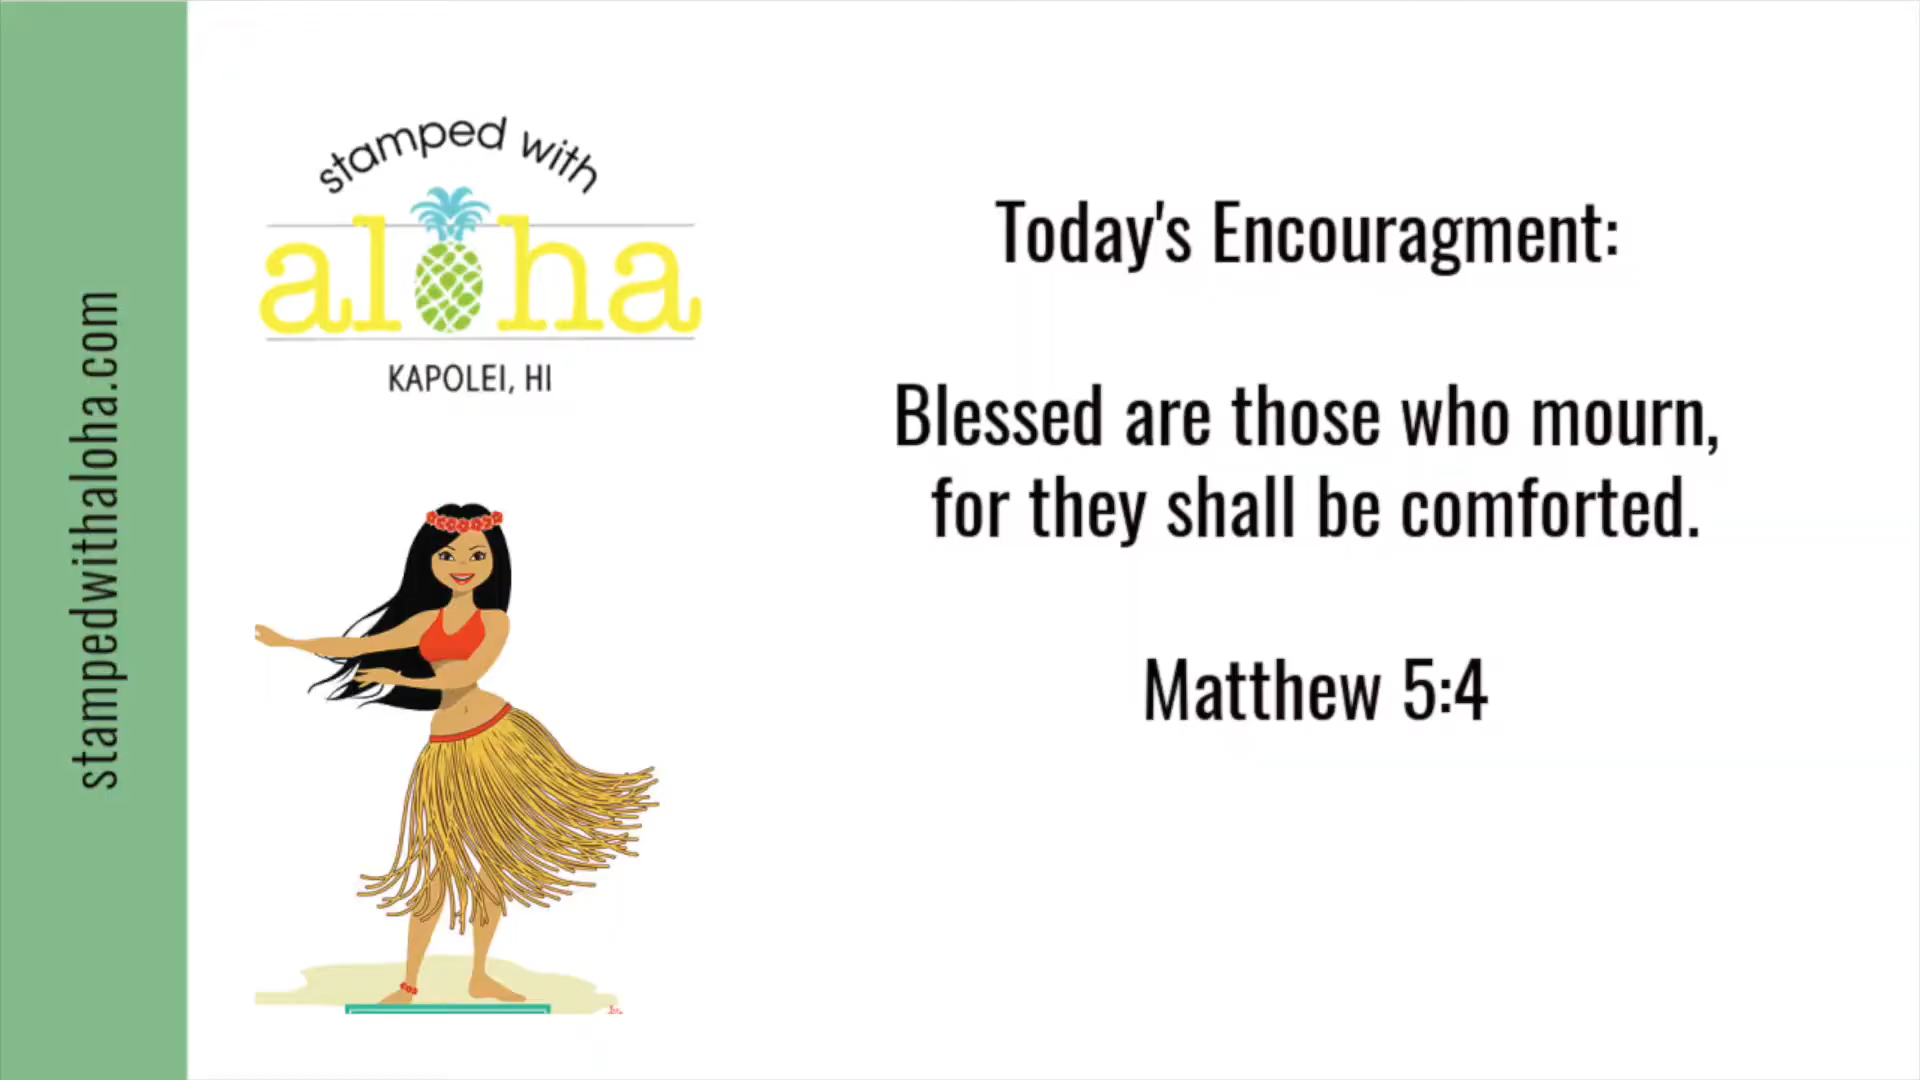 stampedwithaloha.com
stamped with
aloha
KAPOLEI, HI
Today's Encouragment:
Blessed are those who mourn,
for they shall be comforted.
Matthew 5:4